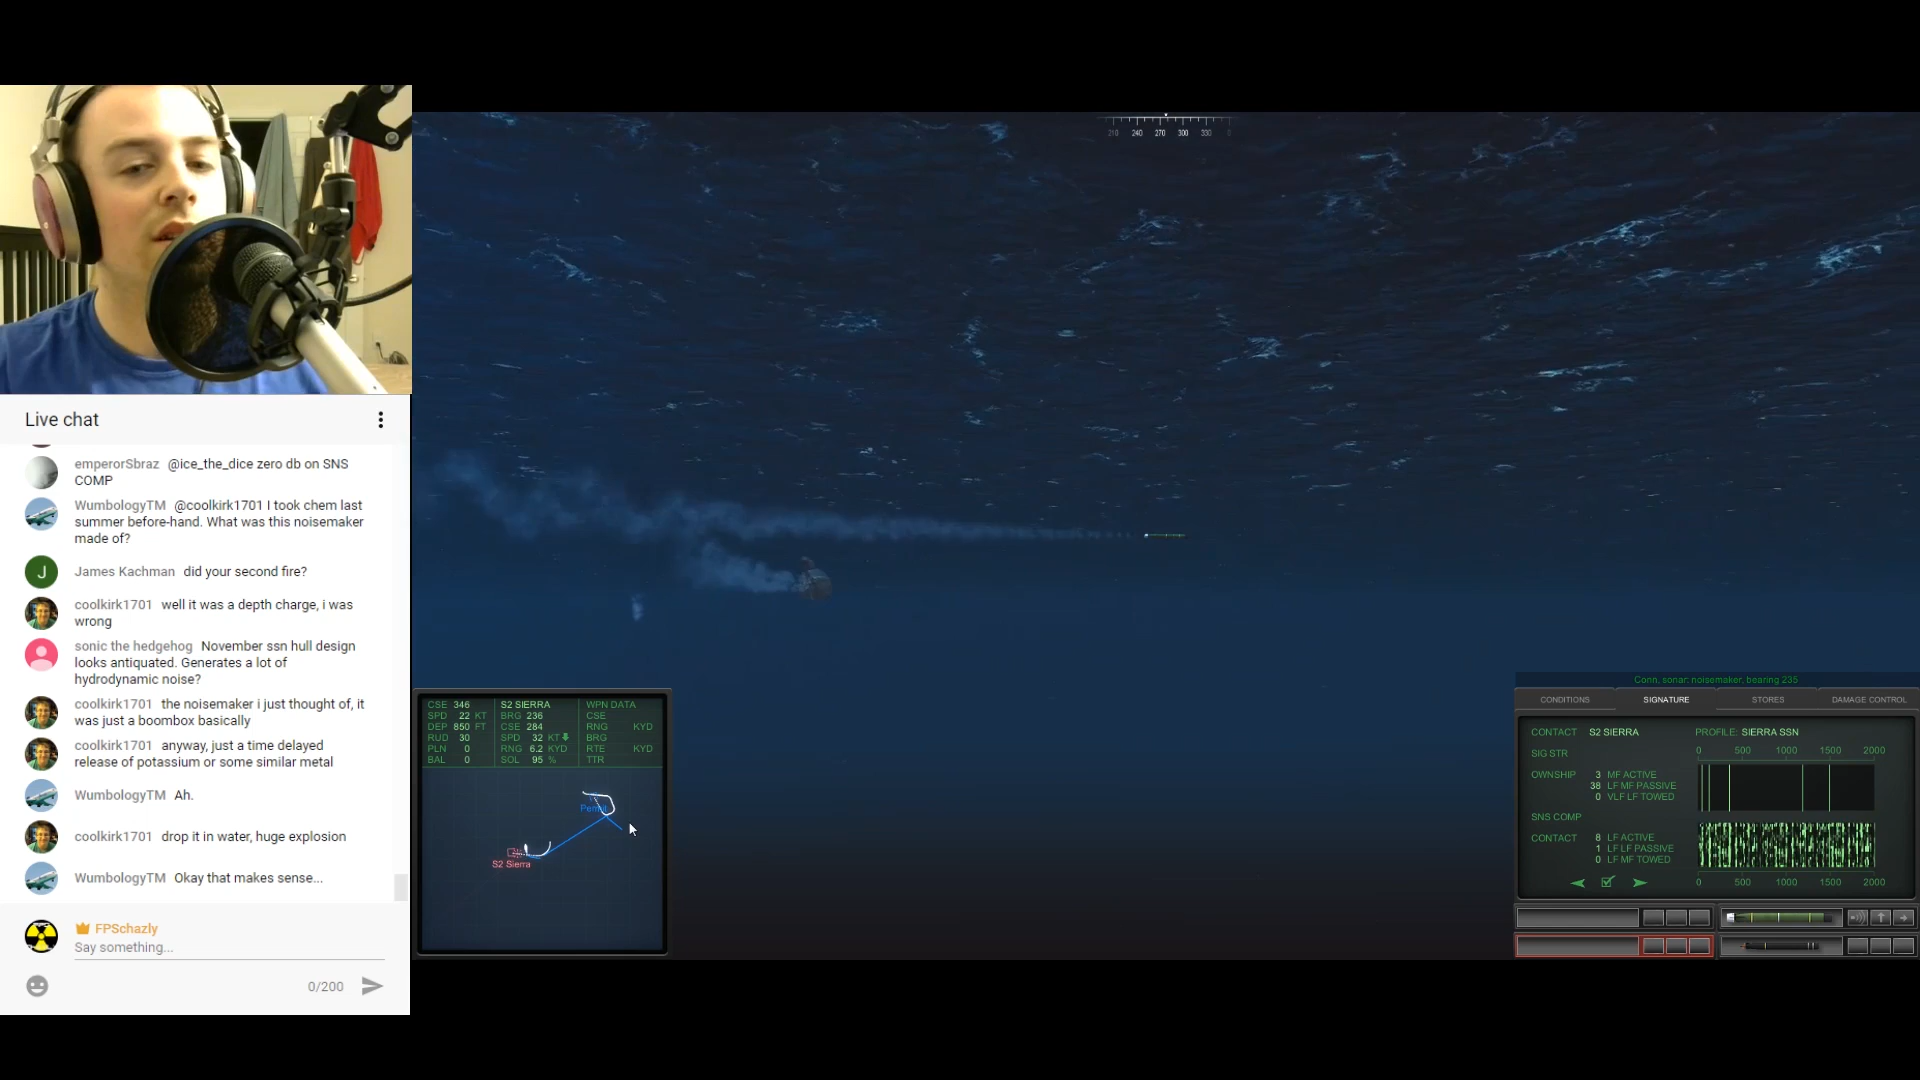 210 240 270 300 330 0
Live chat
emperorSbraz @ice_the_dice zero db on SNS
COMP
WumbologyTM @coolkirk1701 I took chem last
summer before-hand. What was this noisemaker
made of?
J
James Kachman did your second fire?
coolkirk1701 well it was a depth charge, i was
wrong
sonic the hedgehog November ssn hull design
looks antiquated. Generates a lot of
hydrodynamic noise?
coolkirk1701 the noisemaker i just thought of, it
was just a boombox basically
coolkirk1701 anyway, just a time delayed
release of potassium or some similar metal
WumbologyTM Ah.
coolkirk1701 drop it in water, huge explosion
WumbologyTM Okay that makes sense...
FPSchazly
Say something...
0/200
CSE 346 S2 SIERRA WPN DATA
SPD 22 KT BRG 236 CSE
DEP 850 FT CSE 284 RNG KYD
RUD 30 SPD 32 KT BRG
PLN 0 RNG 6.2 KYD RTE KYD
BAL 0 SOL 95 % TTR
Permit
S2 Sierra
Conn, sonar: noisemaker, bearing 235
CONDITIONS SIGNATURE STORES DAMAGE CONTROL
CONTACT S2 SIERRA PROFILE: SIERRA SSN
SIG STR 0 500 1000 1500 2000
OWNSHIP 3 MF ACTIVE
38 LF MF PASSIVE
0 VLF LF TOWED
SNS COMP
CONTACT 8 LF ACTIVE
1 LF LF PASSIVE
0 LF MF TOWED
0 500 1000 1500 2000